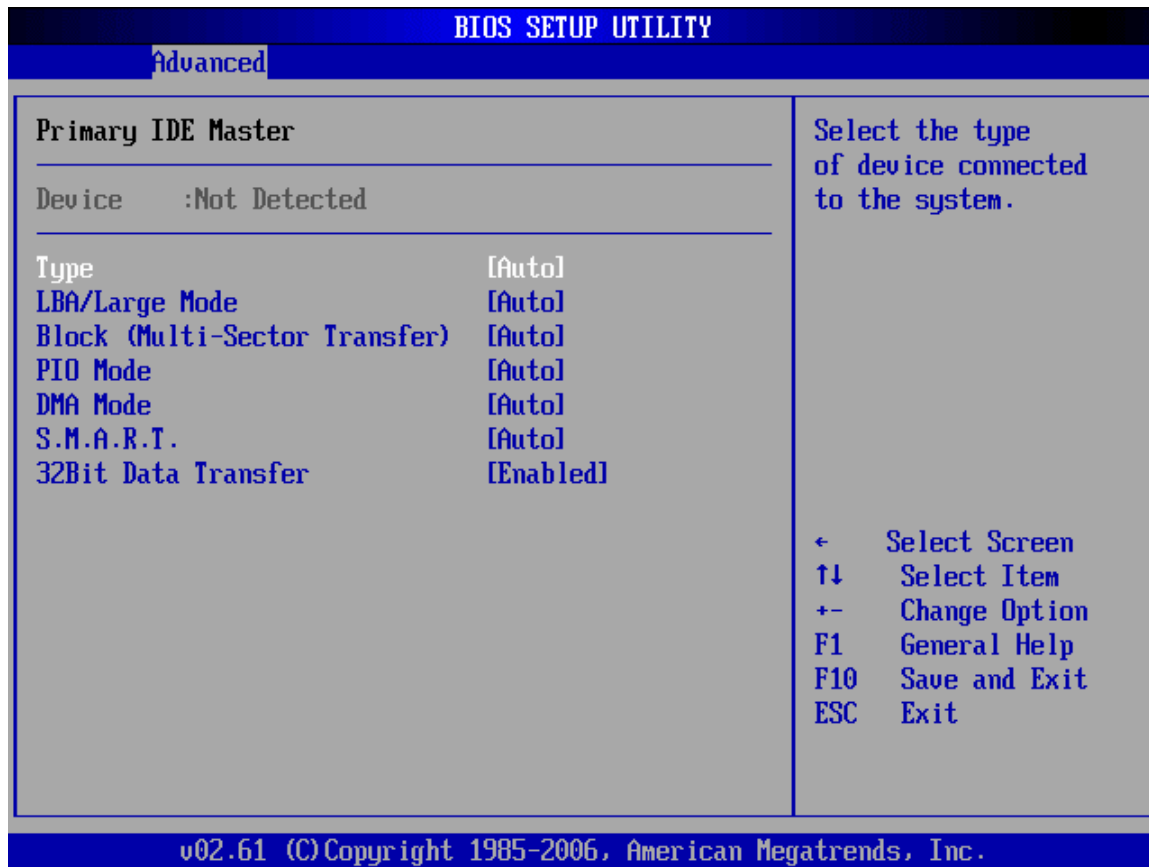 BIOS SETUP UTILITY
Advanced
Primary IDE Master
Device :Not Detected
Type [Auto]
LBA/Large Mode [Auto]
Block (Multi-Sector Transfer) [Auto]
PIO Mode [Auto]
DMA Mode [Auto]
S.M.A.R.T. [Auto]
32Bit Data Transfer [Enabled]
Select the type
of device connected
to the system.
← Select Screen
↑↓ Select Item
+- Change Option
F1 General Help
F10 Save and Exit
ESC Exit
v02.61 (C)Copyright 1985-2006, American Megatrends, Inc.